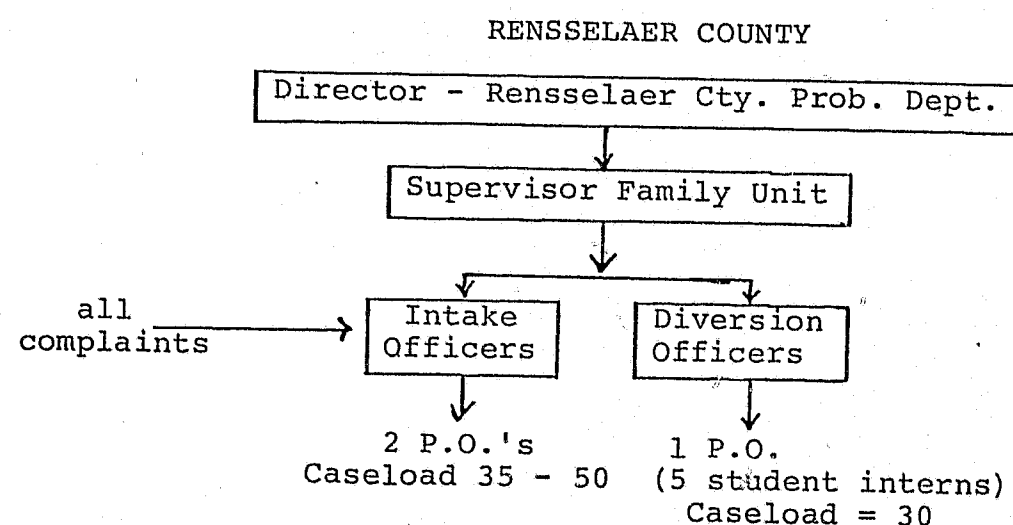 RENSSELAER COUNTY
Director - Rensselaer Cty. Prob. Dept.
Supervisor Family Unit
all
complaints
Intake
Officers
Diversion
Officers
2 P.O.'s
Caseload 35 - 50
1 P.O.
(5 student interns)
Caseload = 30